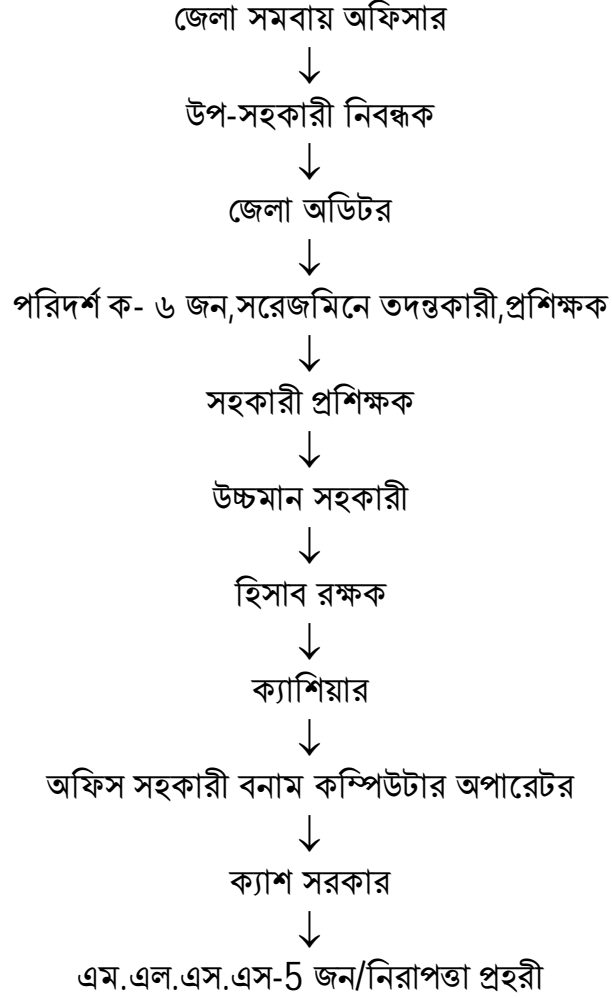 জেলা সমবায় অফিসার
↓
উপ-সহকারী নিবন্ধক
↓
জেলা অডিটর
↓
পরিদর্শ ক- ৬ জন,সরেজমিনে তদন্তকারী,প্রশিক্ষক
↓
সহকারী প্রশিক্ষক
↓
উচ্চমান সহকারী
↓
হিসাব রক্ষক
↓
ক্যাশিয়ার
↓
অফিস সহকারী বনাম কম্পিউটার অপারেটর
↓
ক্যাশ সরকার
↓
এম.এল.এস.এস-5 জন/নিরাপত্তা প্রহরী